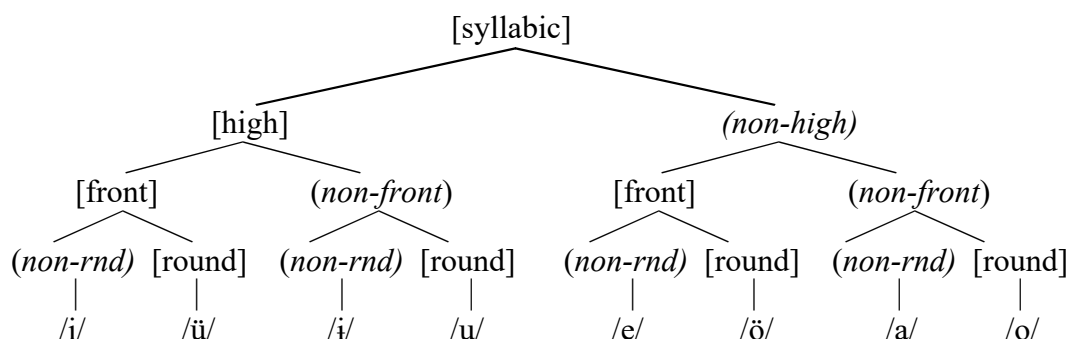 [syllabic]
[high] (non-high)
[front] (non-front) [front] (non-front)
(non-rnd) [round] (non-rnd) [round] (non-rnd) [round] (non-rnd) [round]
/i/ /ü/ /ɨ/ /u/ /e/ /ö/ /a/ /o/